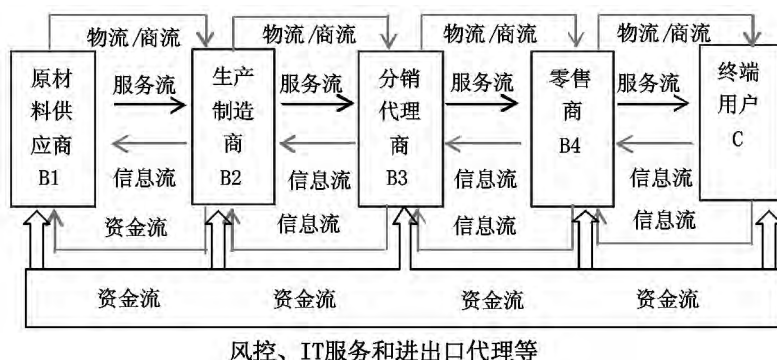 物流/商流
物流/商流
物流/商流
物流/商流
原材
料供
应商
B1
服务流
信息流
生产
制造
商
B2
服务流
信息流
分销
代理
商
B3
服务流
信息流
零售
商
B4
服务流
信息流
终端
用户
C
资金流
信息流
信息流
信息流
资金流
资金流
资金流
资金流
风控、IT服务和进出口代理等